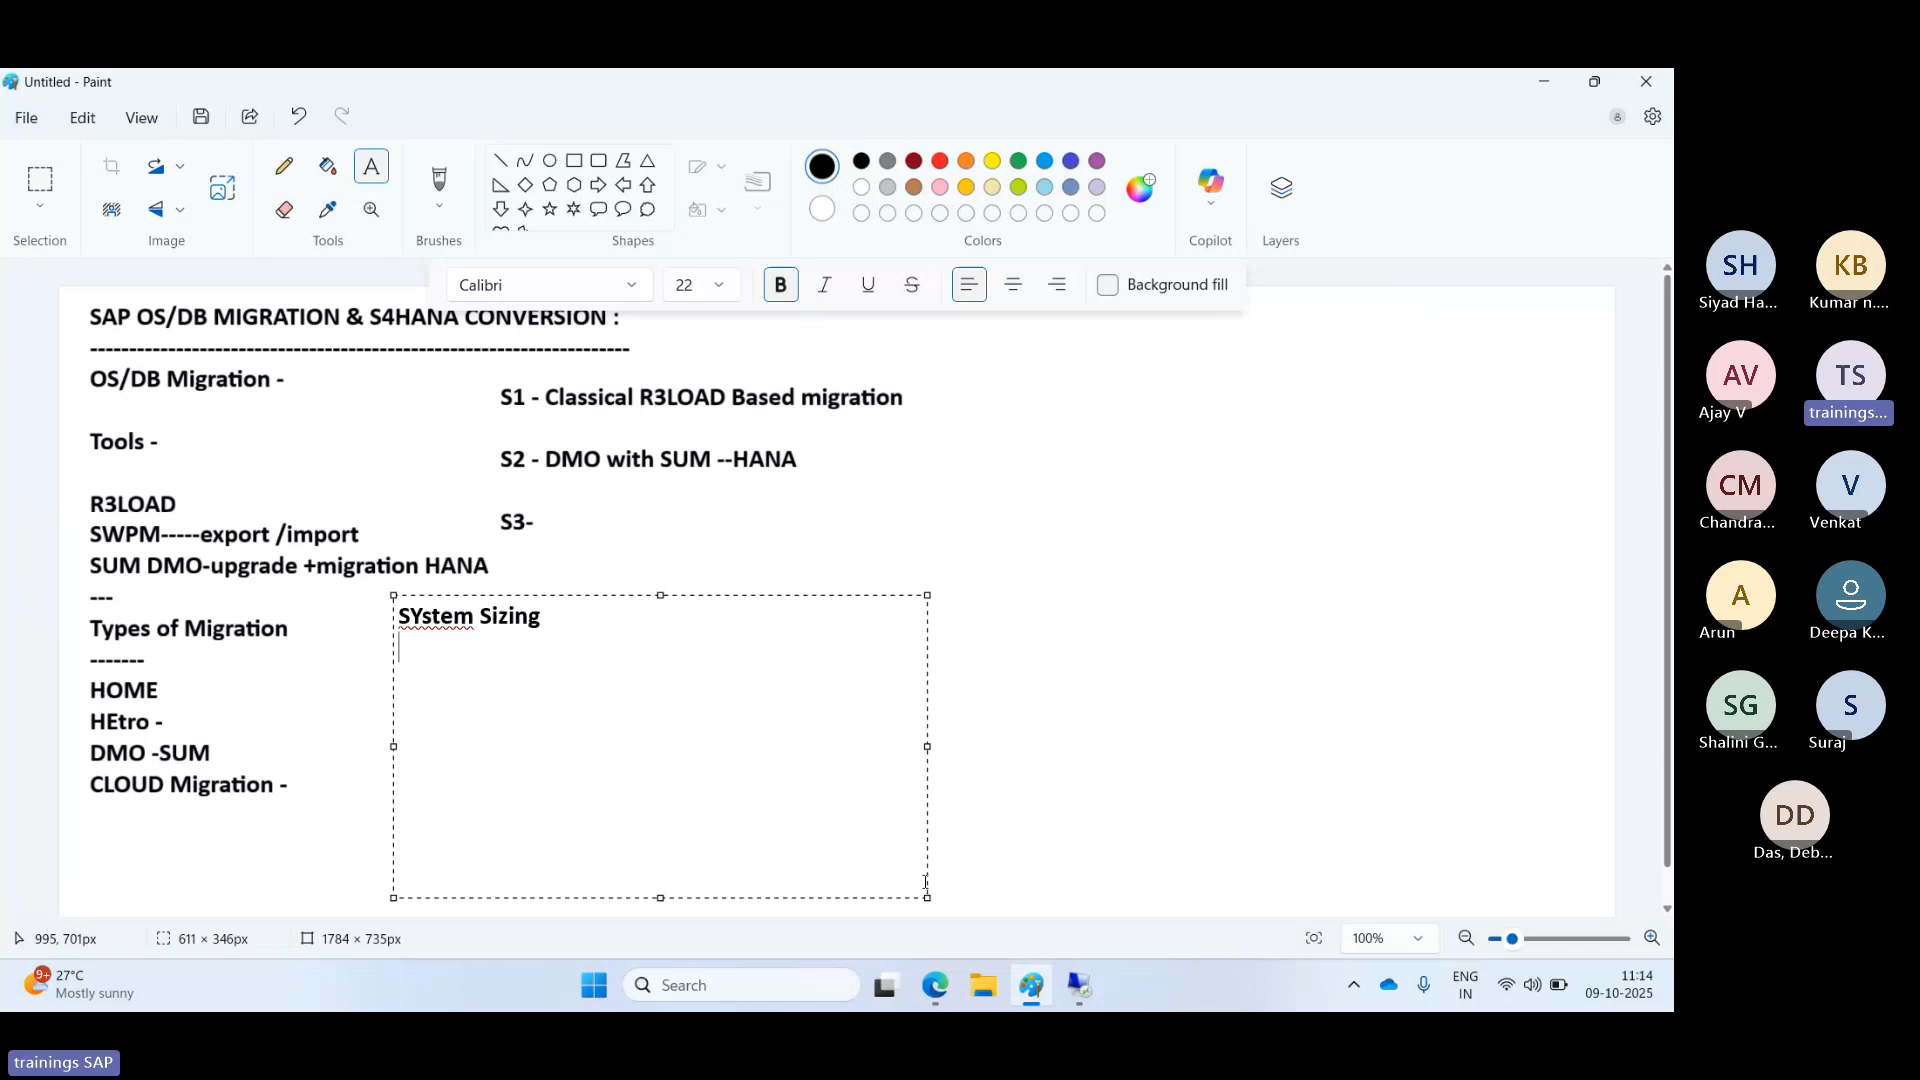 Untitled - Paint
File Edit View
Selection
Image
Tools
Brushes
Shapes
Colors
Copilot
Layers
Calibri
22
B
Background fill
SAP OS/DB MIGRATION & S4HANA CONVERSION :
---------------------------------------------------------------------
OS/DB Migration -
Tools -
R3LOAD
SWPM-----export /import
SUM DMO-upgrade +migration HANA
---
Types of Migration
-------
HOME
HEtro -
DMO -SUM
CLOUD Migration -
S1 - Classical R3LOAD Based migration
S2 - DMO with SUM --HANA
S3-
SYstem Sizing
995, 701px
611 × 346px
1784 × 735px
100%
9+
27°C
Mostly sunny
Search
ENG
IN
11:14
09-10-2025
SH
Siyad Ha...
KB
Kumar n....
AV
Ajay V
TS
trainings...
CM
Chandra...
V
Venkat
A
Arun
Deepa K...
SG
Shalini G...
S
Suraj
DD
Das, Deb...
trainings SAP